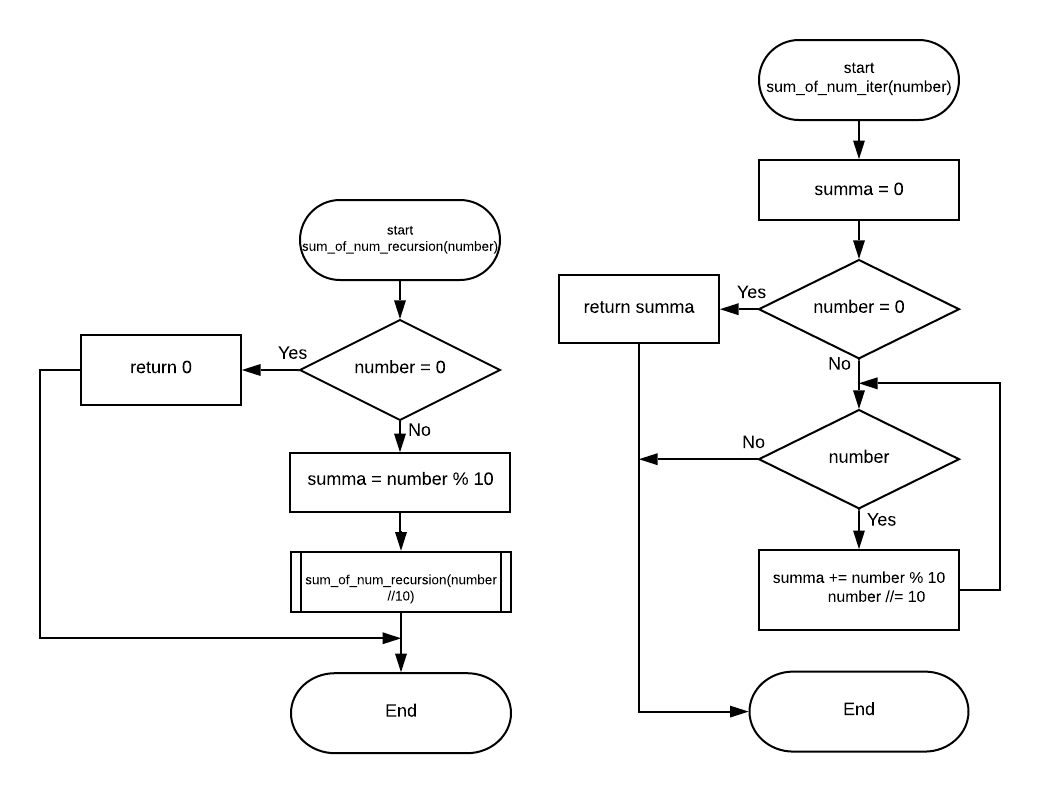 start
sum_of_num_recursion(number)
number = 0
Yes
return 0
No
summa = number % 10
sum_of_num_recursion(number
//10)
End
start
sum_of_num_iter(number)
summa = 0
number = 0
Yes
return summa
No
number
No
Yes
summa += number % 10
number //= 10
End